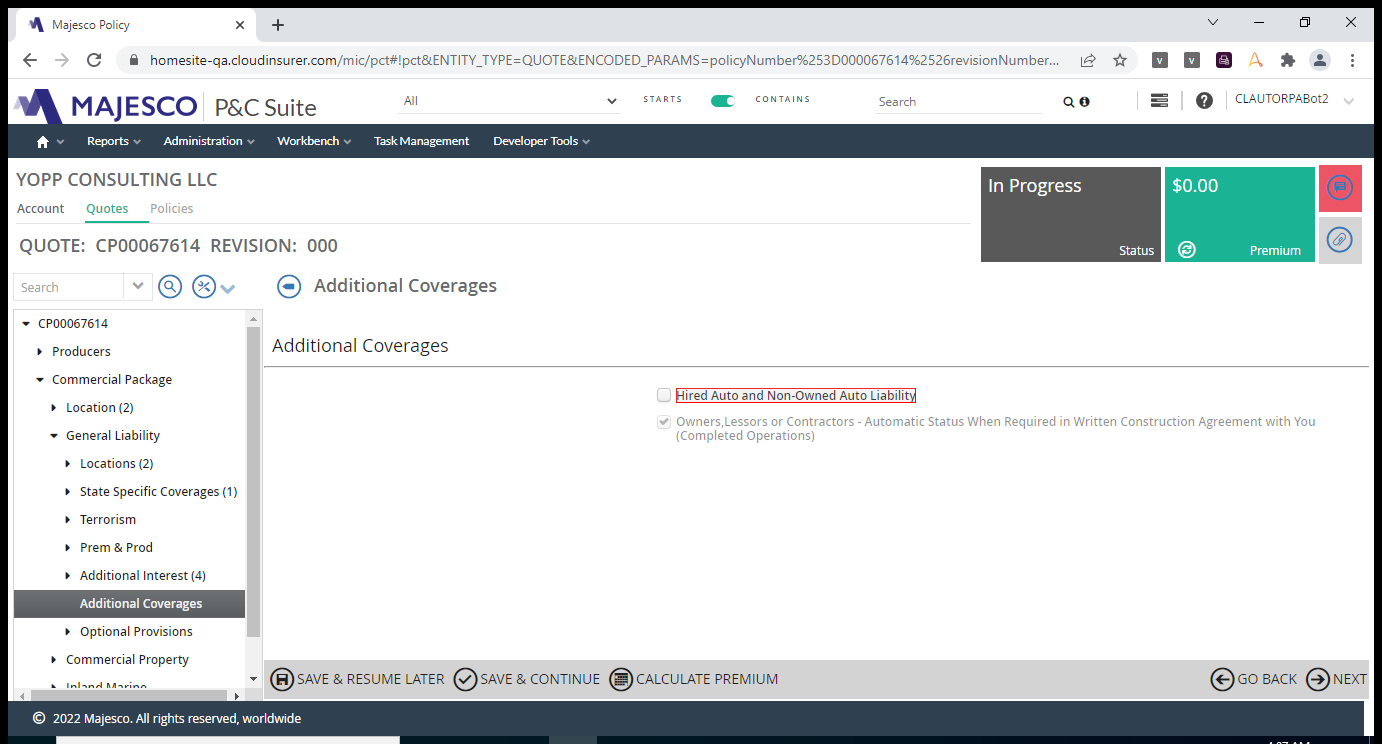 Majesco Policy
homesite-qa.cloudinsurer.com/mic/pct#!pct&ENTITY_TYPE=QUOTE&ENCODED_PARAMS=policyNumber%253D000067614%2526revisionNumber...
MAJESCO P&C Suite
All
STARTS
CONTAINS
Search
CLAUTORPABot2
Reports
Administration
Workbench
Task Management
Developer Tools
YOPP CONSULTING LLC
Account Quotes Policies
In Progress
Status
$0.00
Premium
QUOTE: CP00067614 REVISION: 000
Search
Additional Coverages
CP00067614
Producers
Commercial Package
Location (2)
General Liability
Locations (2)
State Specific Coverages (1)
Terrorism
Prem & Prod
Additional Interest (4)
Additional Coverages
Optional Provisions
Commercial Property
Inland Marine
Additional Coverages
Hired Auto and Non-Owned Auto Liability
Owners,Lessors or Contractors - Automatic Status When Required in Written Construction Agreement with You
(Completed Operations)
SAVE & RESUME LATER
SAVE & CONTINUE
CALCULATE PREMIUM
GO BACK
NEXT
© 2022 Majesco. All rights reserved, worldwide